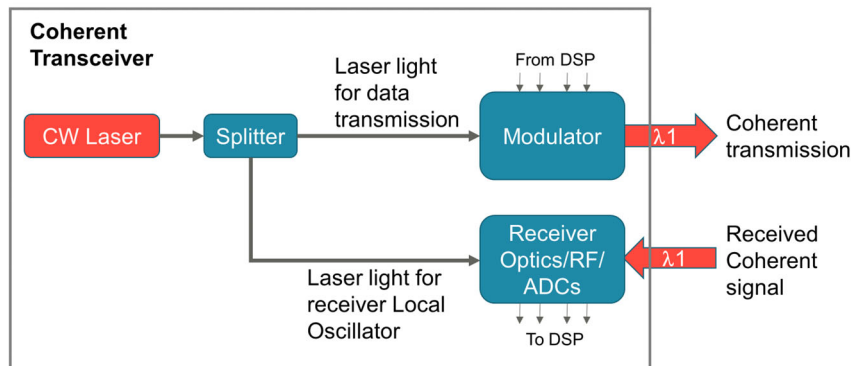 Coherent
Transceiver
CW Laser
Splitter
Laser light
for data
transmission
From DSP
Modulator
λ1
Coherent
transmission
Laser light for
receiver Local
Oscillator
Receiver
Optics/RF/
ADCs
To DSP
λ1
Received
Coherent
signal